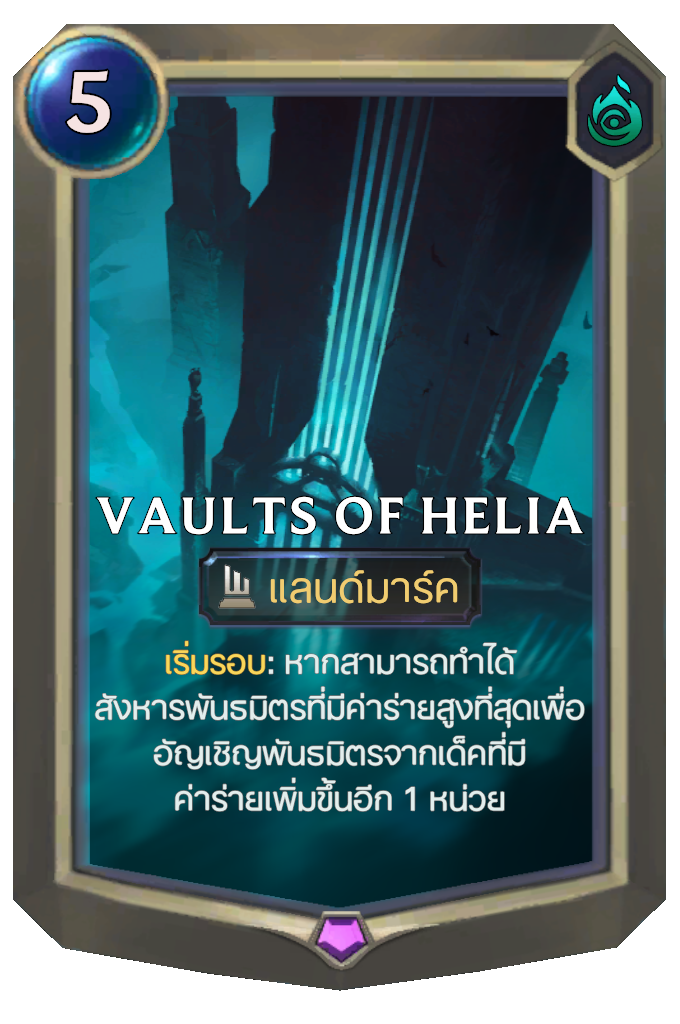 5
VAULTS OF HELIA
แลนด์มาร์ค
เริ่มรอบ: หากสามารถทำได้
สังหารพันธมิตรที่มีค่าร่ายสูงที่สุดเพื่อ
อัญเชิญพันธมิตรจากเด็คที่มี
ค่าร่ายเพิ่มขึ้นอีก 1 หน่วย